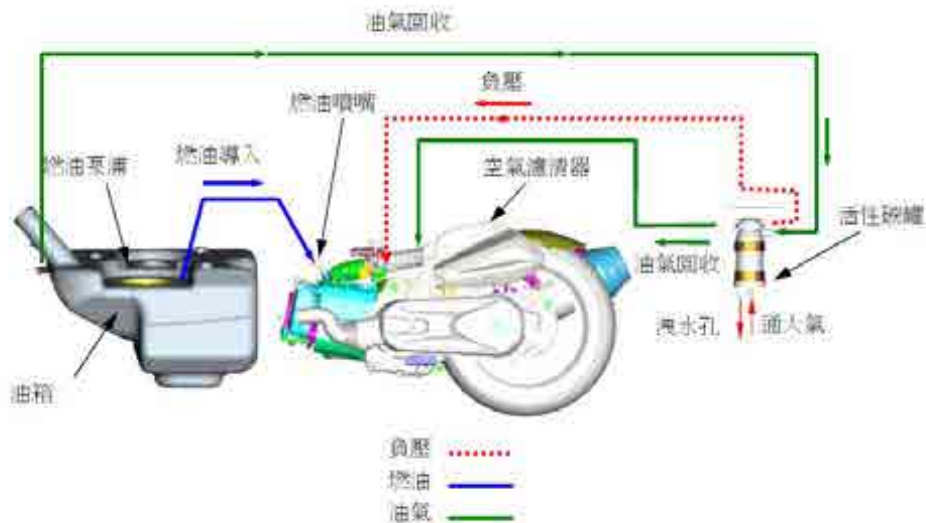 油氣回收
負壓
燃油噴嘴
燃油泵浦
燃油導入
空氣濾清器
活性碳罐
油氣回收
洩水孔
通大氣
油箱
負壓
燃油
油氣